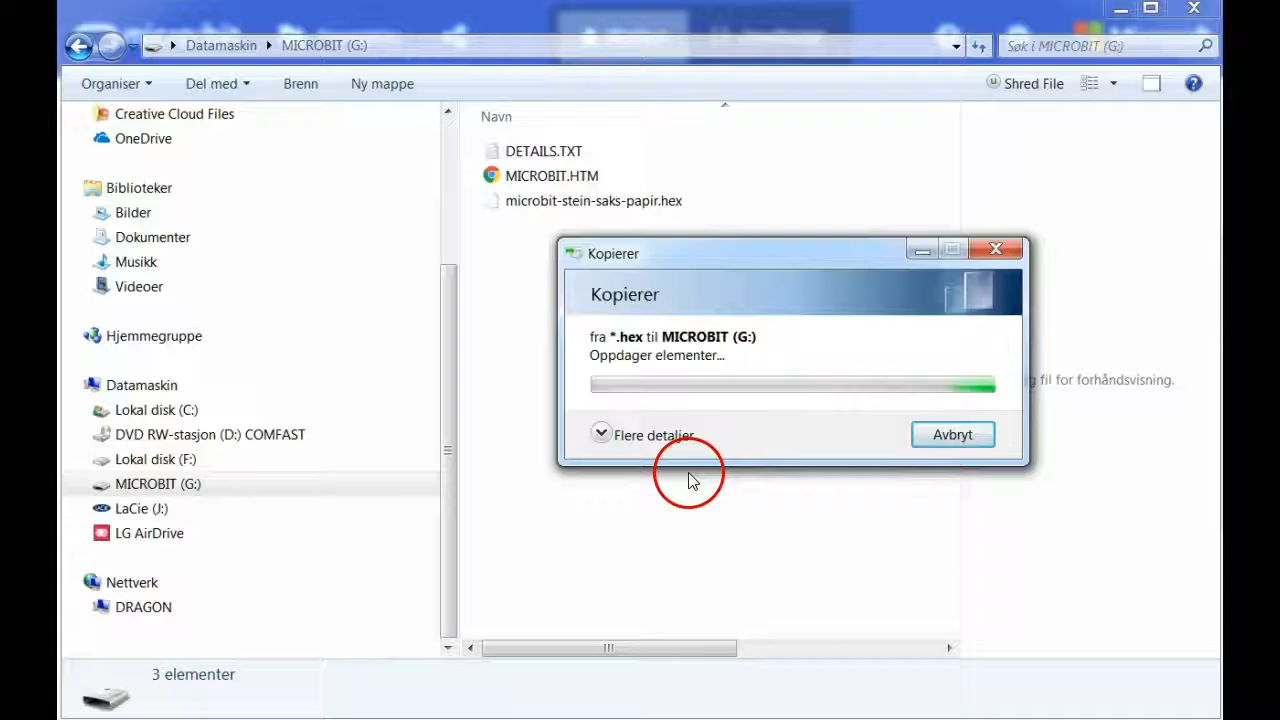 Datamaskin MICROBIT (G:)
Søk i MICROBIT (G:)
Organiser Del med Brenn Ny mappe Shred File
Creative Cloud Files
OneDrive
Biblioteker
Bilder
Dokumenter
Musikk
Videoer
Hjemmegruppe
Datamaskin
Lokal disk (C:)
DVD RW-stasjon (D:) COMFAST
Lokal disk (F:)
MICROBIT (G:)
LaCie (J:)
LG AirDrive
Nettverk
DRAGON
Navn
DETAILS.TXT
MICROBIT.HTM
microbit-stein-saks-papir.hex
Kopierer
Kopierer
fra *.hex til MICROBIT (G:)
Oppdager elementer...
Flere detaljer
Avbryt
fil for forhåndsvisning.
3 elementer